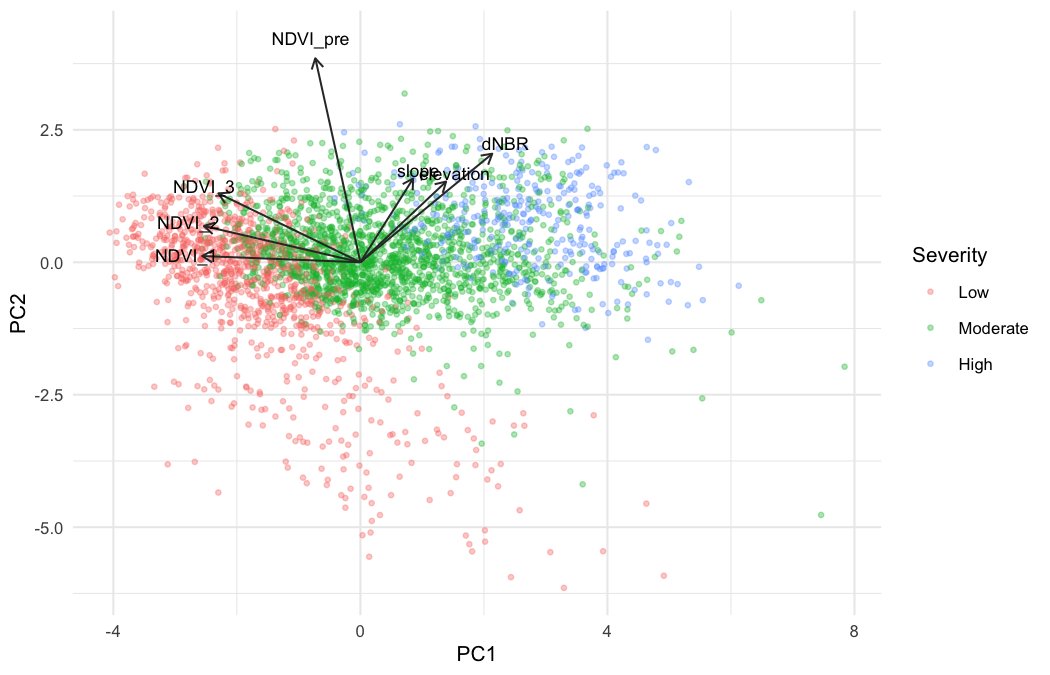 NDVI_pre
2.5
dNBR
slope
elevation
NDVI_3
NDVI_2
NDVI_1
0.0
-2.5
-5.0
PC2
-4
0
4
8
PC1
Severity
Low
Moderate
High